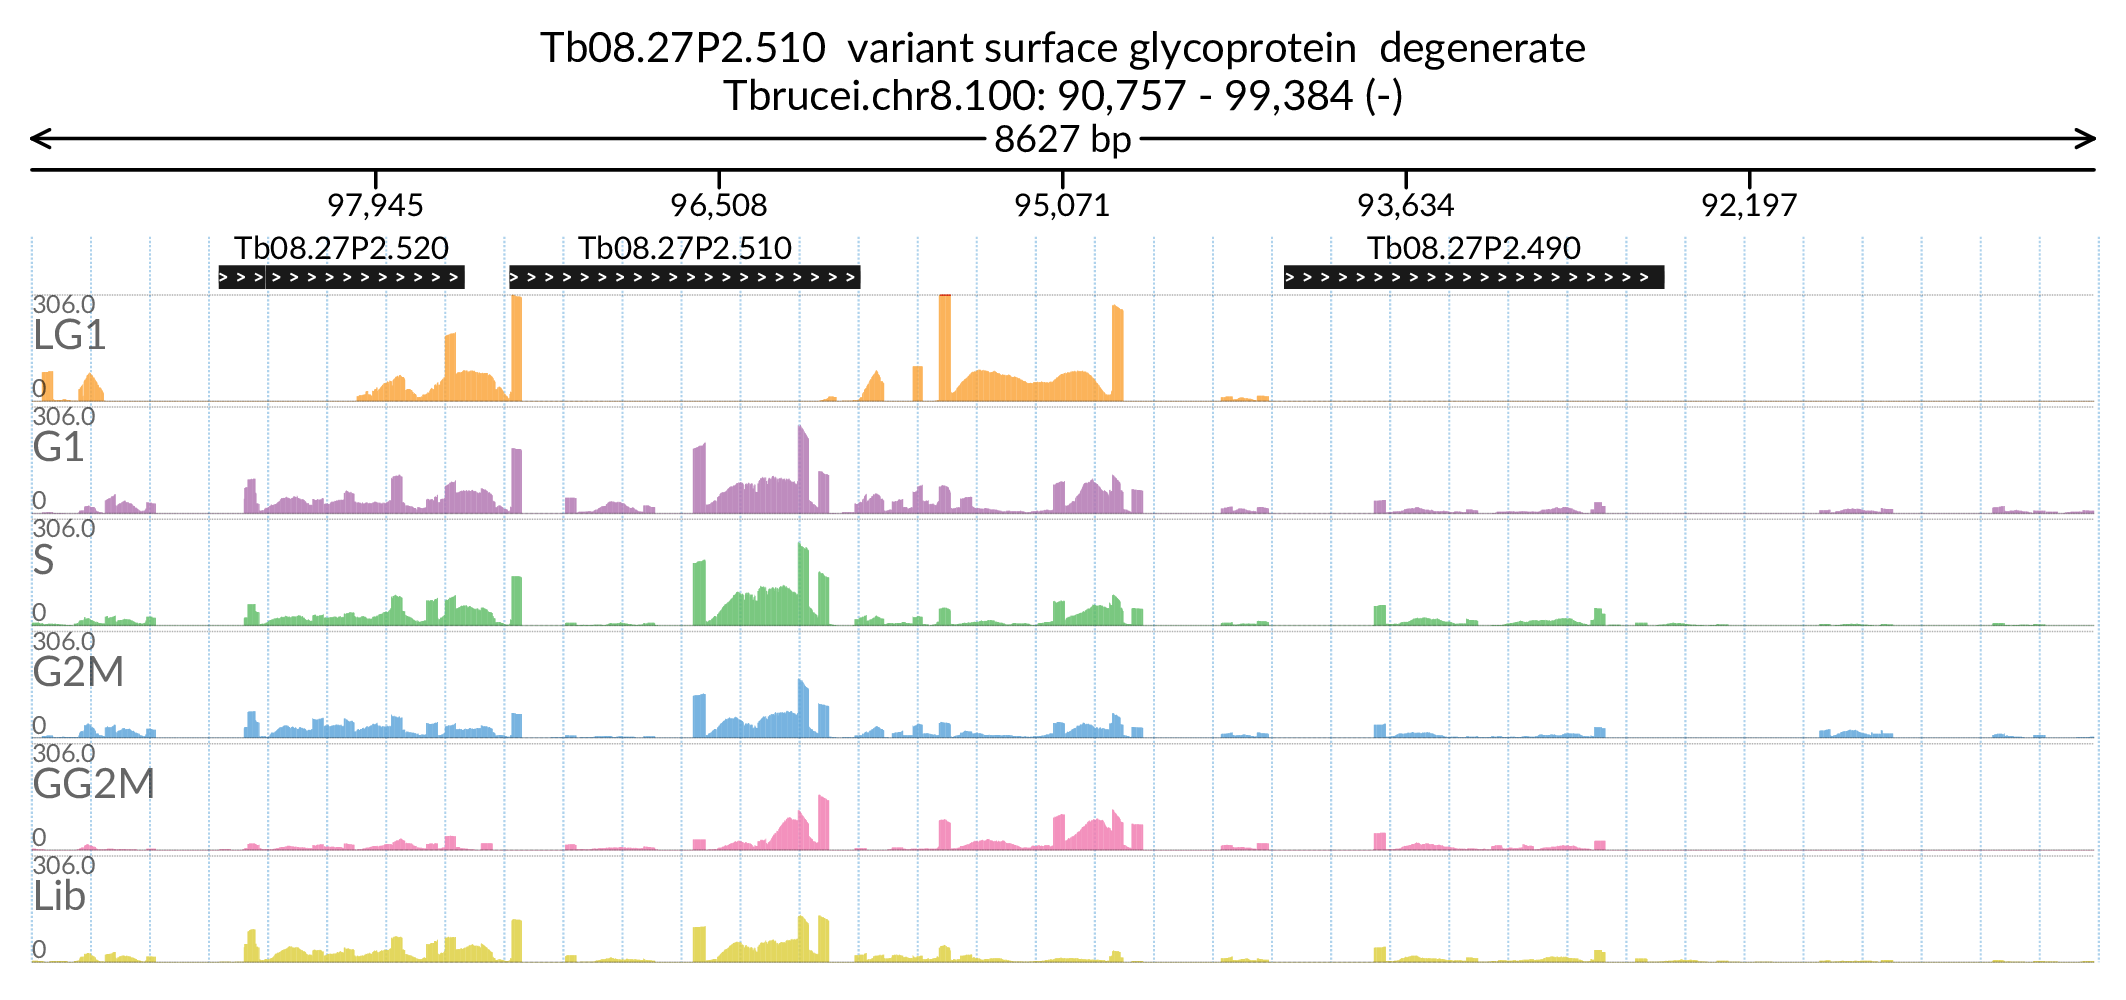 Tb08.27P2.510 variant surface glycoprotein degenerate
Tbrucei.chr8.100: 90,757 - 99,384 (-)
8627 bp
97,945 96,508 95,071 93,634 92,197
Tb08.27P2.520 Tb08.27P2.510 Tb08.27P2.490
306.0
LG1
0
306.0
G1
0
306.0
S
0
306.0
G2M
0
306.0
GG2M
0
306.0
Lib
0